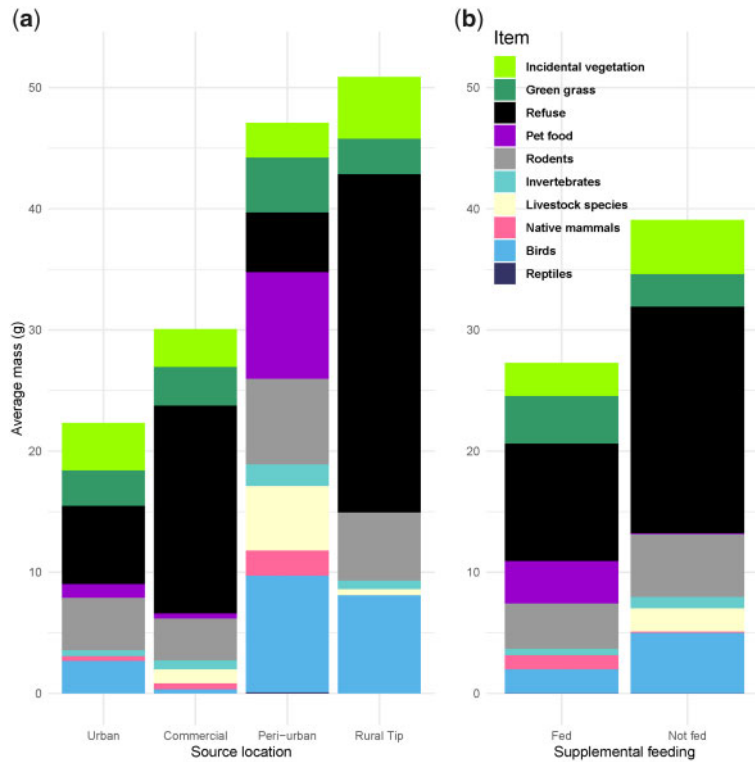 (a)
(b)
Average mass (g)
50
40
30
20
10
0
Urban
Commercial
Peri-urban
Rural Tip
Source location
Item
Incidental vegetation
Green grass
Refuse
Pet food
Rodents
Invertebrates
Livestock species
Native mammals
Birds
Reptiles
50
40
30
20
10
0
Fed
Not fed
Supplemental feeding